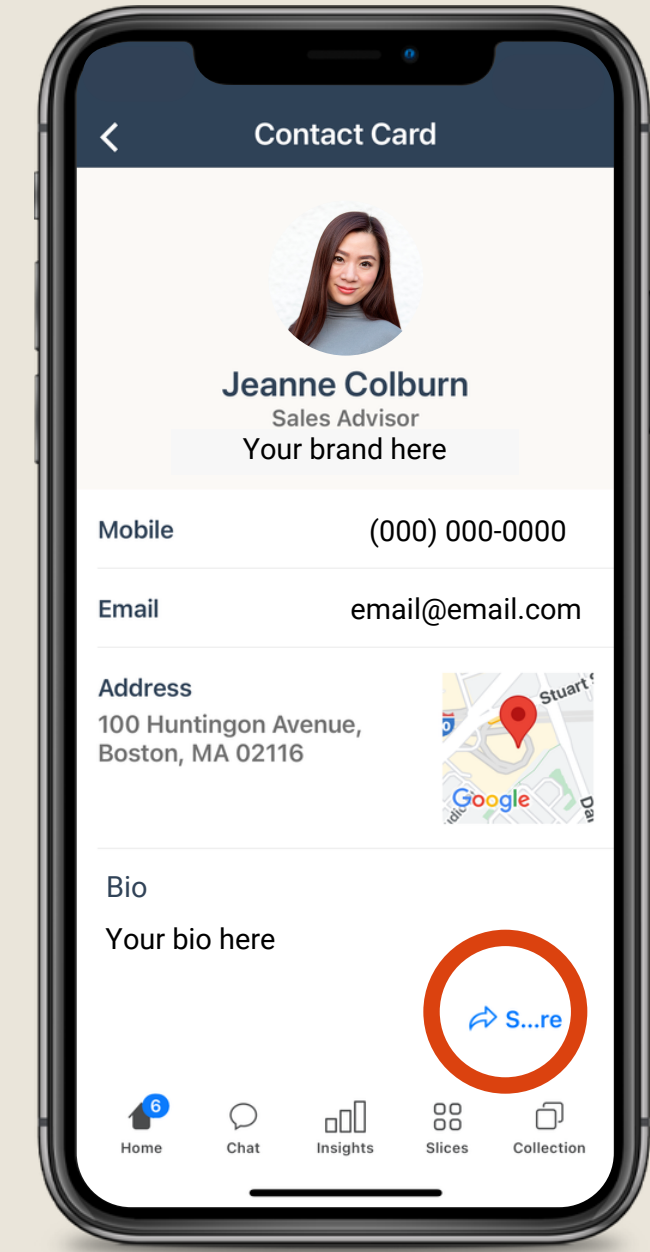 Contact Card
Jeanne Colburn
Sales Advisor
Your brand here
Mobile
(000) 000-0000
Email
email@email.com
Address
100 Huntingon Avenue,
Boston, MA 02116
Stuart
Google
Bio
Your bio here
S...re
6
Home
Chat
Insights
Slices
Collection